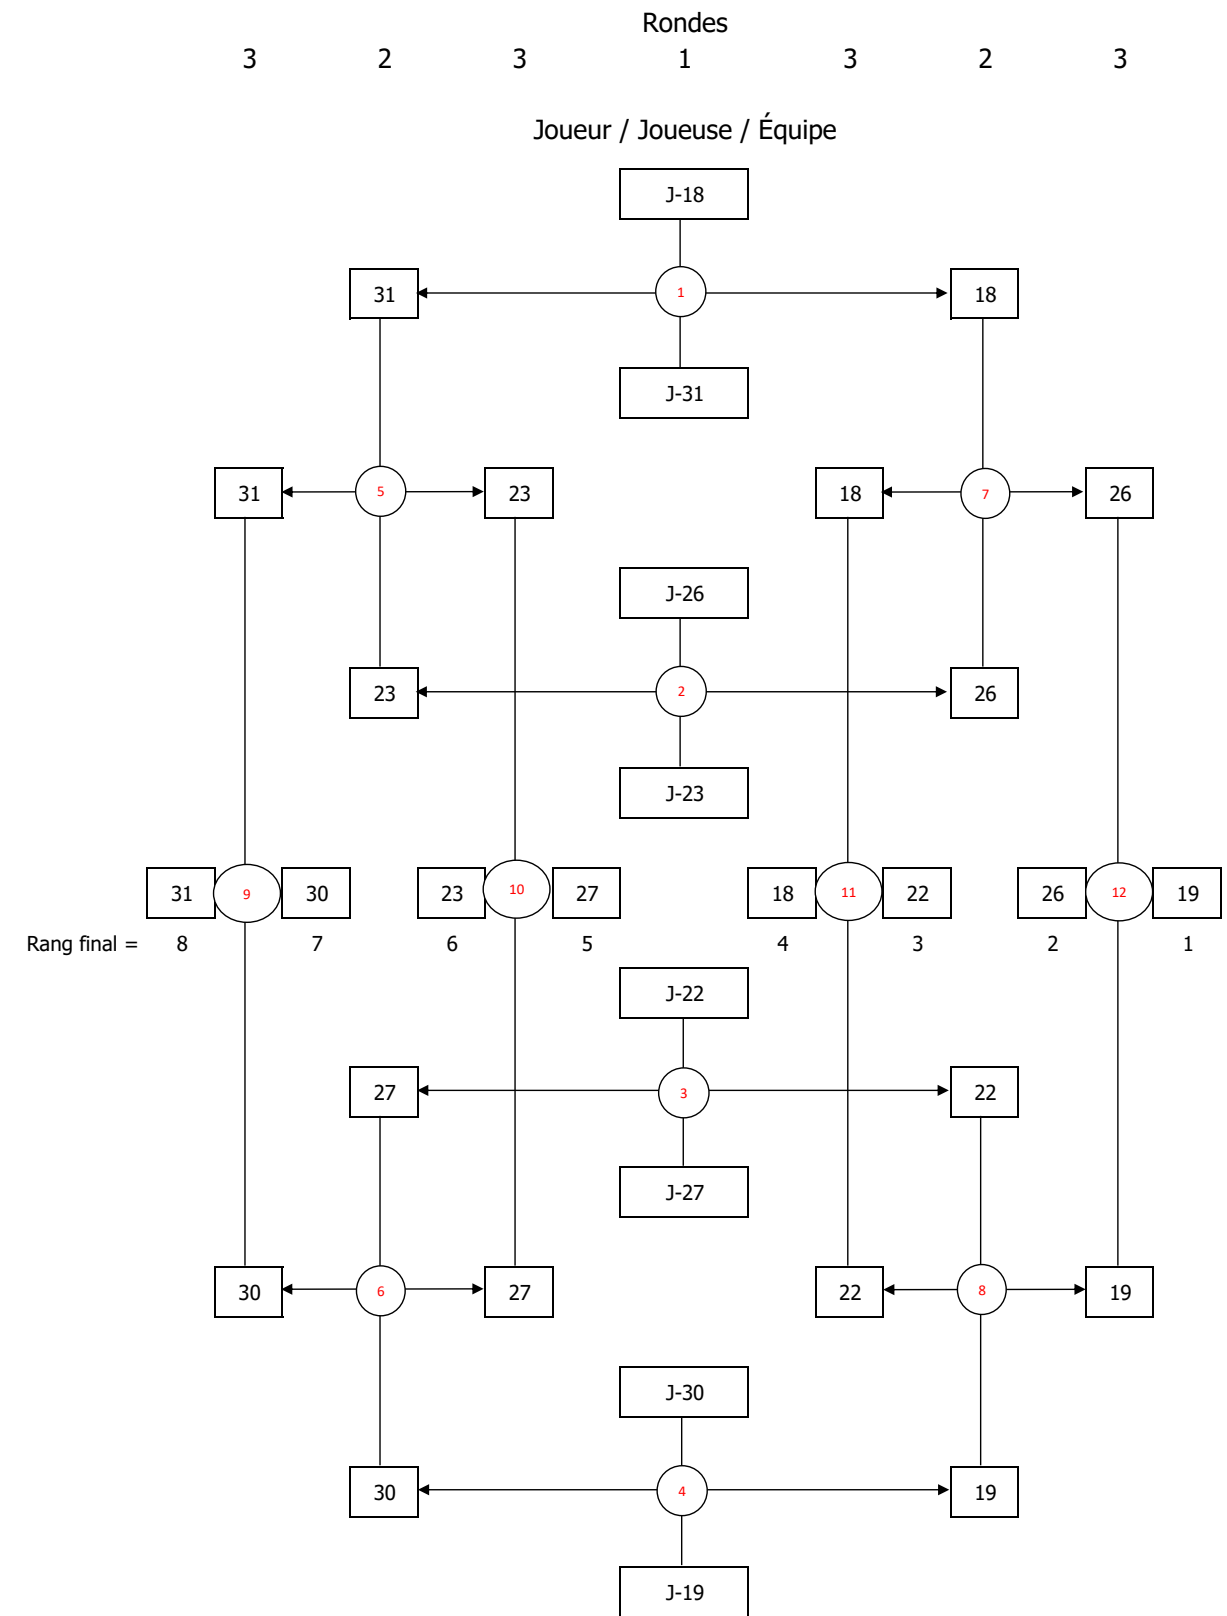 Rondes
3 2 3 1 3 2 3
Joueur / Joueuse / Équipe
J-18
31 1 18
J-31
31 5 23 18 7 26
J-26
23 2 26
J-23
31 9 30 23 10 27 18 11 22 26 12 19
Rang final = 8 7 6 5 4 3 2 1
J-22
27 3 22
J-27
30 6 27 22 8 19
J-30
30 4 19
J-19